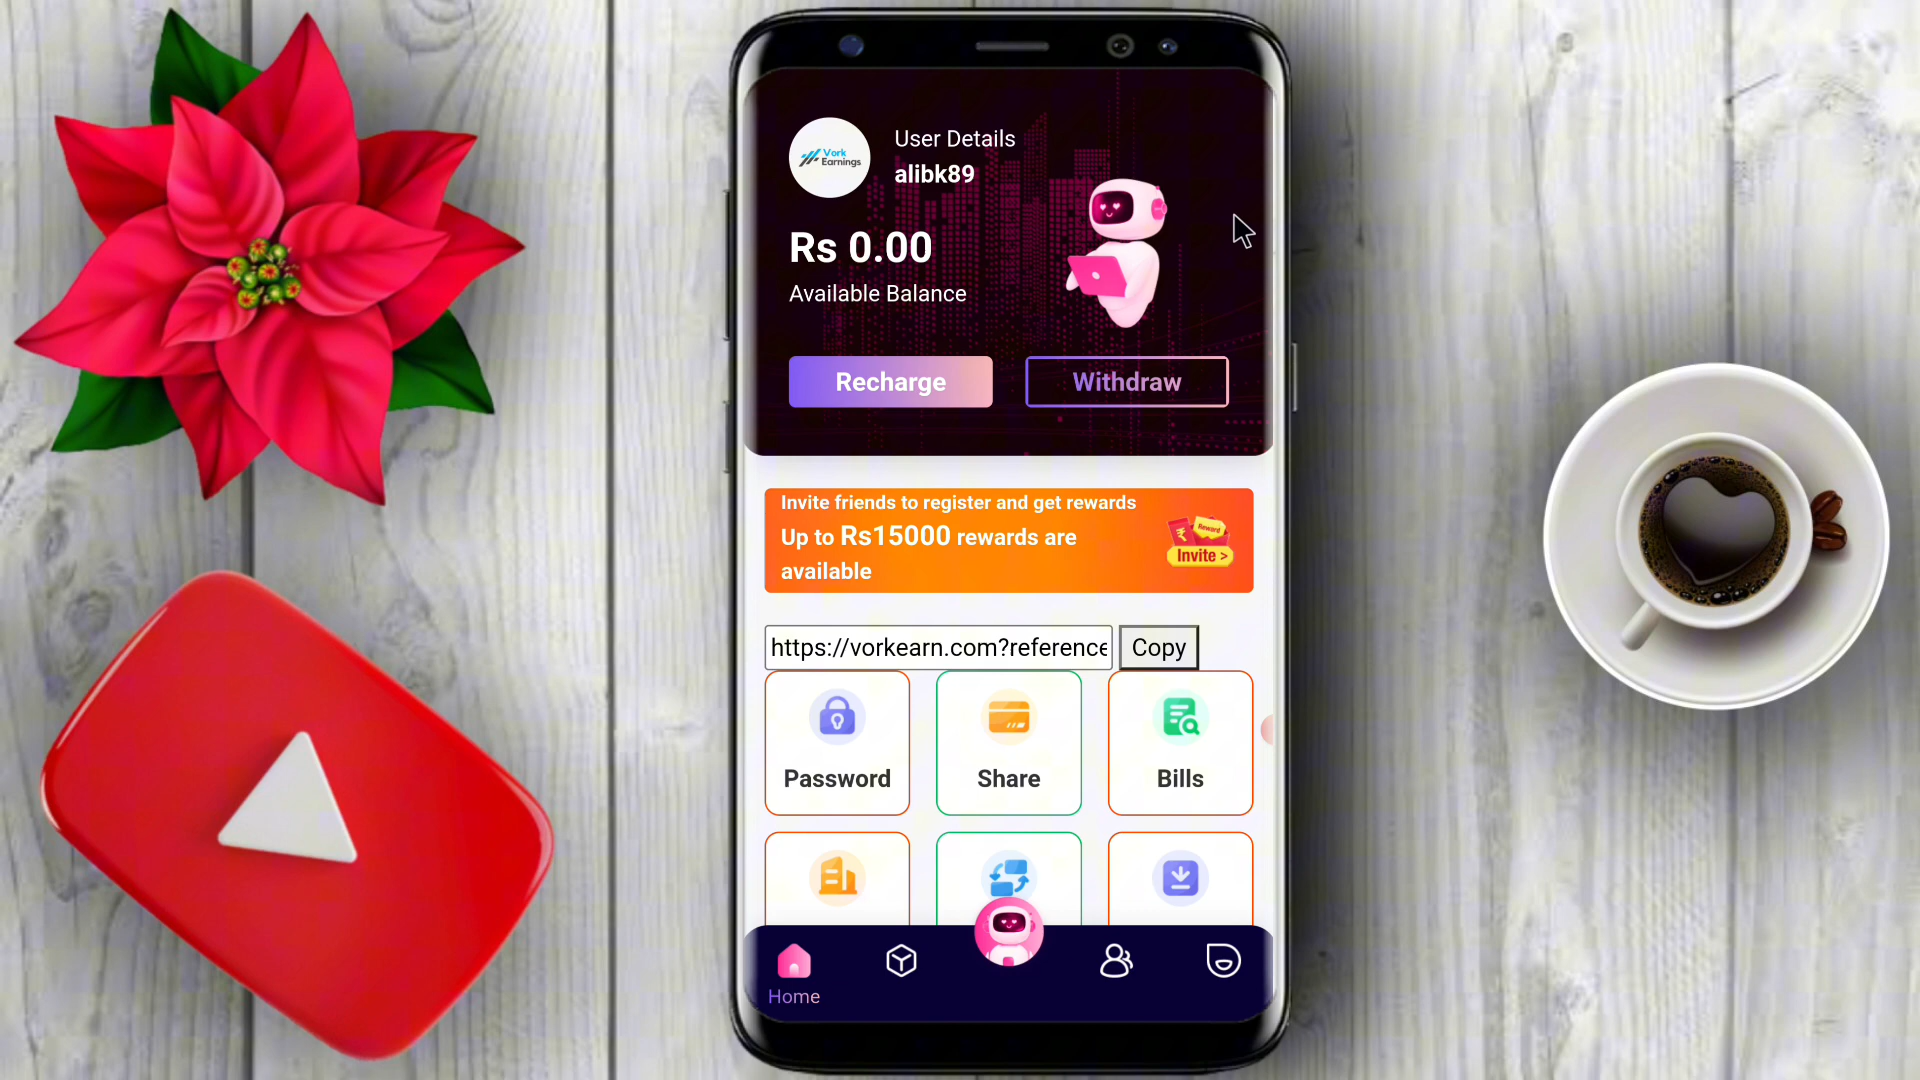 Vork
Earnings
User Details
alibk89
Rs 0.00
Available Balance
Recharge
Withdraw
Invite friends to register and get rewards
Up to Rs15000 rewards are
available
Reward
Invite >
https://vorkearn.com?reference
Copy
Password
Share
Bills
Home